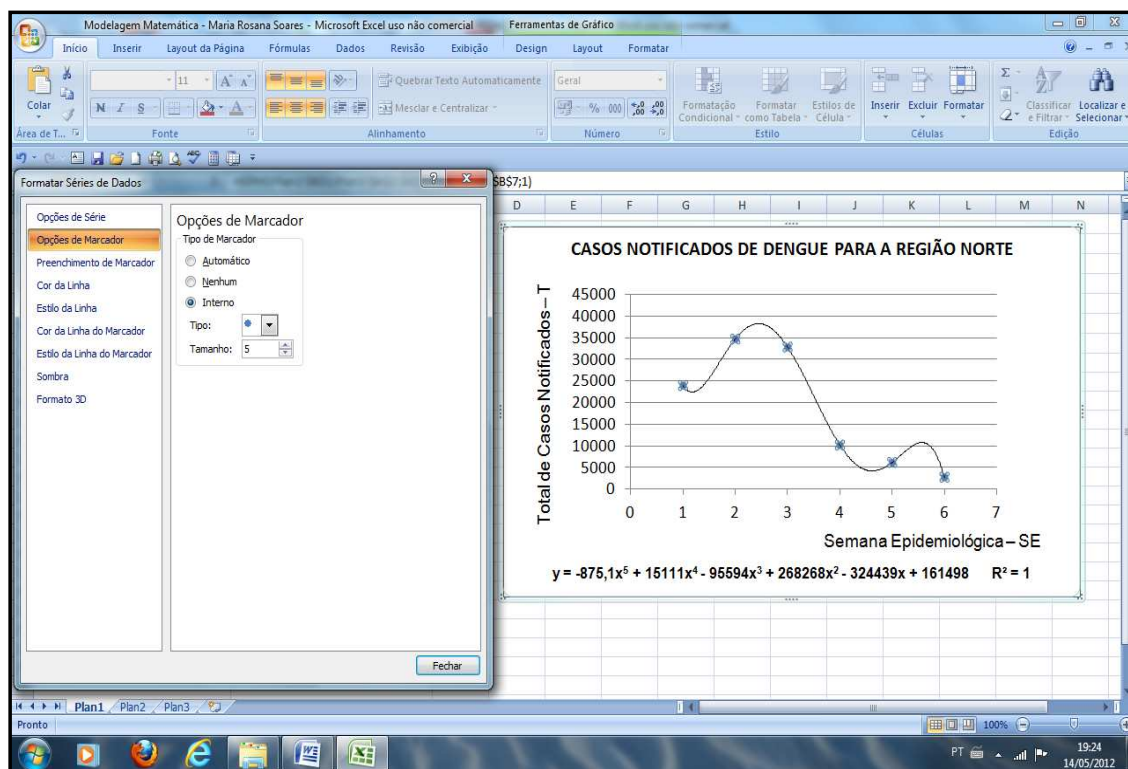 Modelagem Matemática - Maria Rosana Soares - Microsoft Excel uso não comercial
Ferramentas de Gráfico
Início Inserir Layout da Página Fórmulas Dados Revisão Exibição Design Layout Formatar
Colar
11
A A
N I S
A
Quebrar Texto Automaticamente
Mesclar e Centralizar
Geral
% 000
Formatação Condicional
Formatar como Tabela
Estilos de Célula
Inserir Excluir Formatar
Σ
Classificar e Filtrar
Localizar e Selecionar
Área de T... Fonte Alinhamento Número Estilo Células Edição
Formatar Séries de Dados
$B$7;1)
D E F G H I J K L M N
Opções de Série
Opções de Marcador
Preenchimento de Marcador
Cor da Linha
Estilo da Linha
Cor da Linha do Marcador
Estilo da Linha do Marcador
Sombra
Formato 3D
Opções de Marcador
Tipo de Marcador
Automático
Nenhum
Interno
Tipo:
Tamanho: 5
Fechar
CASOS NOTIFICADOS DE DENGUE PARA A REGIÃO NORTE
Total de Casos Notificados – T
45000
40000
35000
30000
25000
20000
15000
10000
5000
0
0 1 2 3 4 5 6 7
Semana Epidemiológica – SE
y = -875,1x⁵ + 15111x⁴ - 95594x³ + 268268x² - 324439x + 161498 R² = 1
Plan1 Plan2 Plan3
Pronto
100%
PT
19:24
14/05/2012